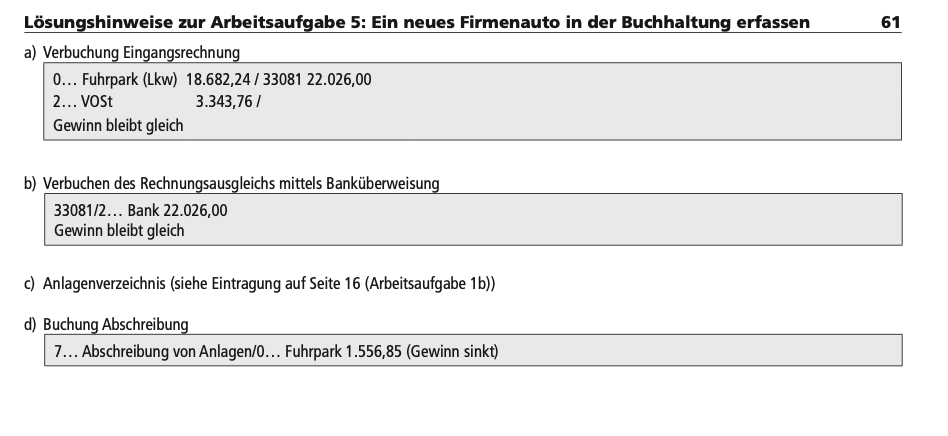 Lösungshinweise zur Arbeitsaufgabe 5: Ein neues Firmenauto in der Buchhaltung erfassen 61
a) Verbuchung Eingangsrechnung
0… Fuhrpark (Lkw) 18.682,24 / 33081 22.026,00
2… VOSt 3.343,76 /
Gewinn bleibt gleich
b) Verbuchen des Rechnungsausgleichs mittels Banküberweisung
33081/2… Bank 22.026,00
Gewinn bleibt gleich
c) Anlagenverzeichnis (siehe Eintragung auf Seite 16 (Arbeitsaufgabe 1b))
d) Buchung Abschreibung
7… Abschreibung von Anlagen/0… Fuhrpark 1.556,85 (Gewinn sinkt)